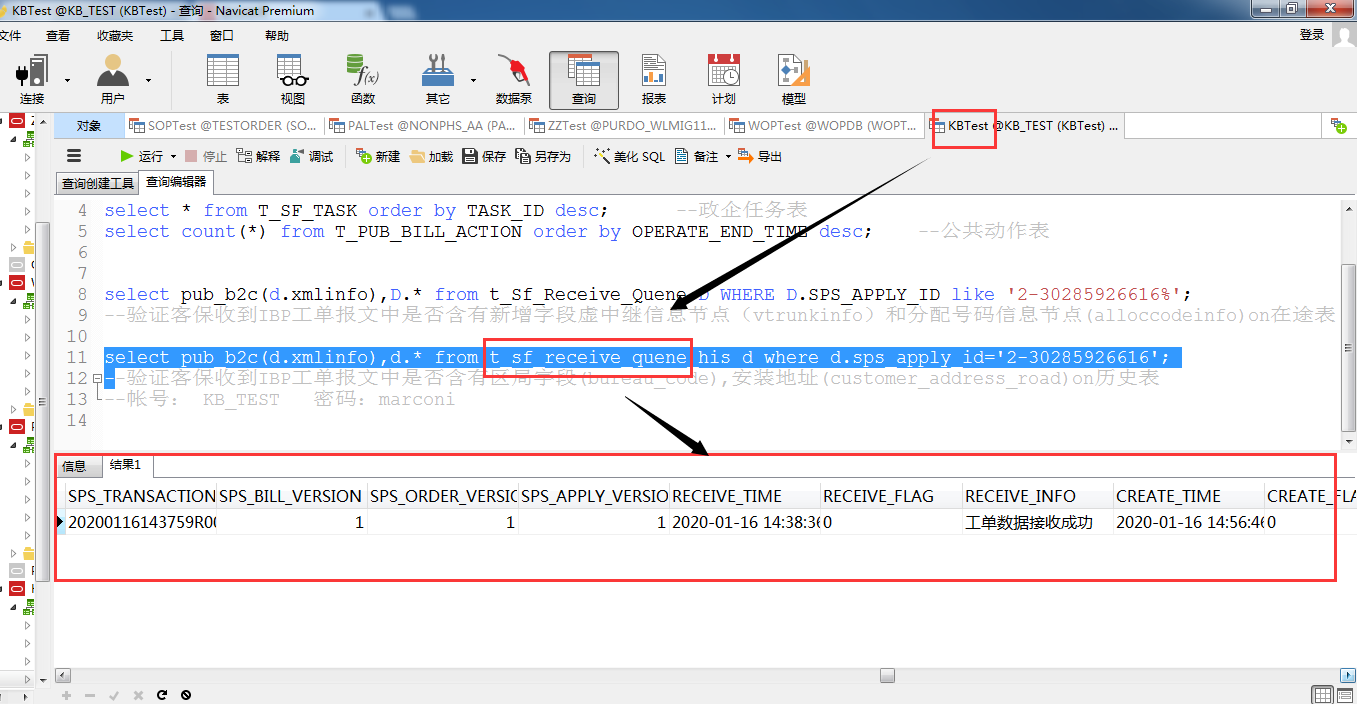 KBTest @KB_TEST (KBTest) - 查询 - Navicat Premium
文件 查看 收藏夹 工具 窗口 帮助 登录
连接 用户 表 视图 函数 其它 数据泵 查询 报表 计划 模型
对象 SOPTest @TESTORDER (SO... PALTest @NONPHS_AA (PA... ZZTest @PURDO_WLMIG11... WOPTest @WOPDB (WOPT... KBTest @KB_TEST (KBTest) ...
运行 停止 解释 调试 新建 加载 保存 另存为 美化 SQL 备注 导出
查询创建工具 查询编辑器
4 select * from T_SF_TASK order by TASK_ID desc; --政企任务表
5 select count(*) from T_PUB_BILL_ACTION order by OPERATE_END_TIME desc; --公共动作表
6
7
8 select pub_b2c(d.xmlinfo),D.* from t_Sf_Receive_Quene D WHERE D.SPS_APPLY_ID like '2-30285926616%';
9 --验证客保收到IBP工单报文中是否含有新增字段虚中继信息节点（vtrunkinfo）和分配号码信息节点(alloccodeinfo)on在途表
10
11 select pub_b2c(d.xmlinfo),d.* from t_sf_receive_quene_his d where d.sps_apply_id='2-30285926616';
12 --验证客保收到IBP工单报文中是否含有区局字段(bureau_code),安装地址(customer_address_road)on历史表
13 --帐号： KB_TEST 密码：marconi
14
信息 结果1
SPS_TRANSACTION SPS_BILL_VERSION SPS_ORDER_VERSIC SPS_APPLY_VERSIO RECEIVE_TIME RECEIVE_FLAG RECEIVE_INFO CREATE_TIME CREATE_FLA
20200116143759R00 1 1 1 2020-01-16 14:38:36 0 工单数据接收成功 2020-01-16 14:56:46 0